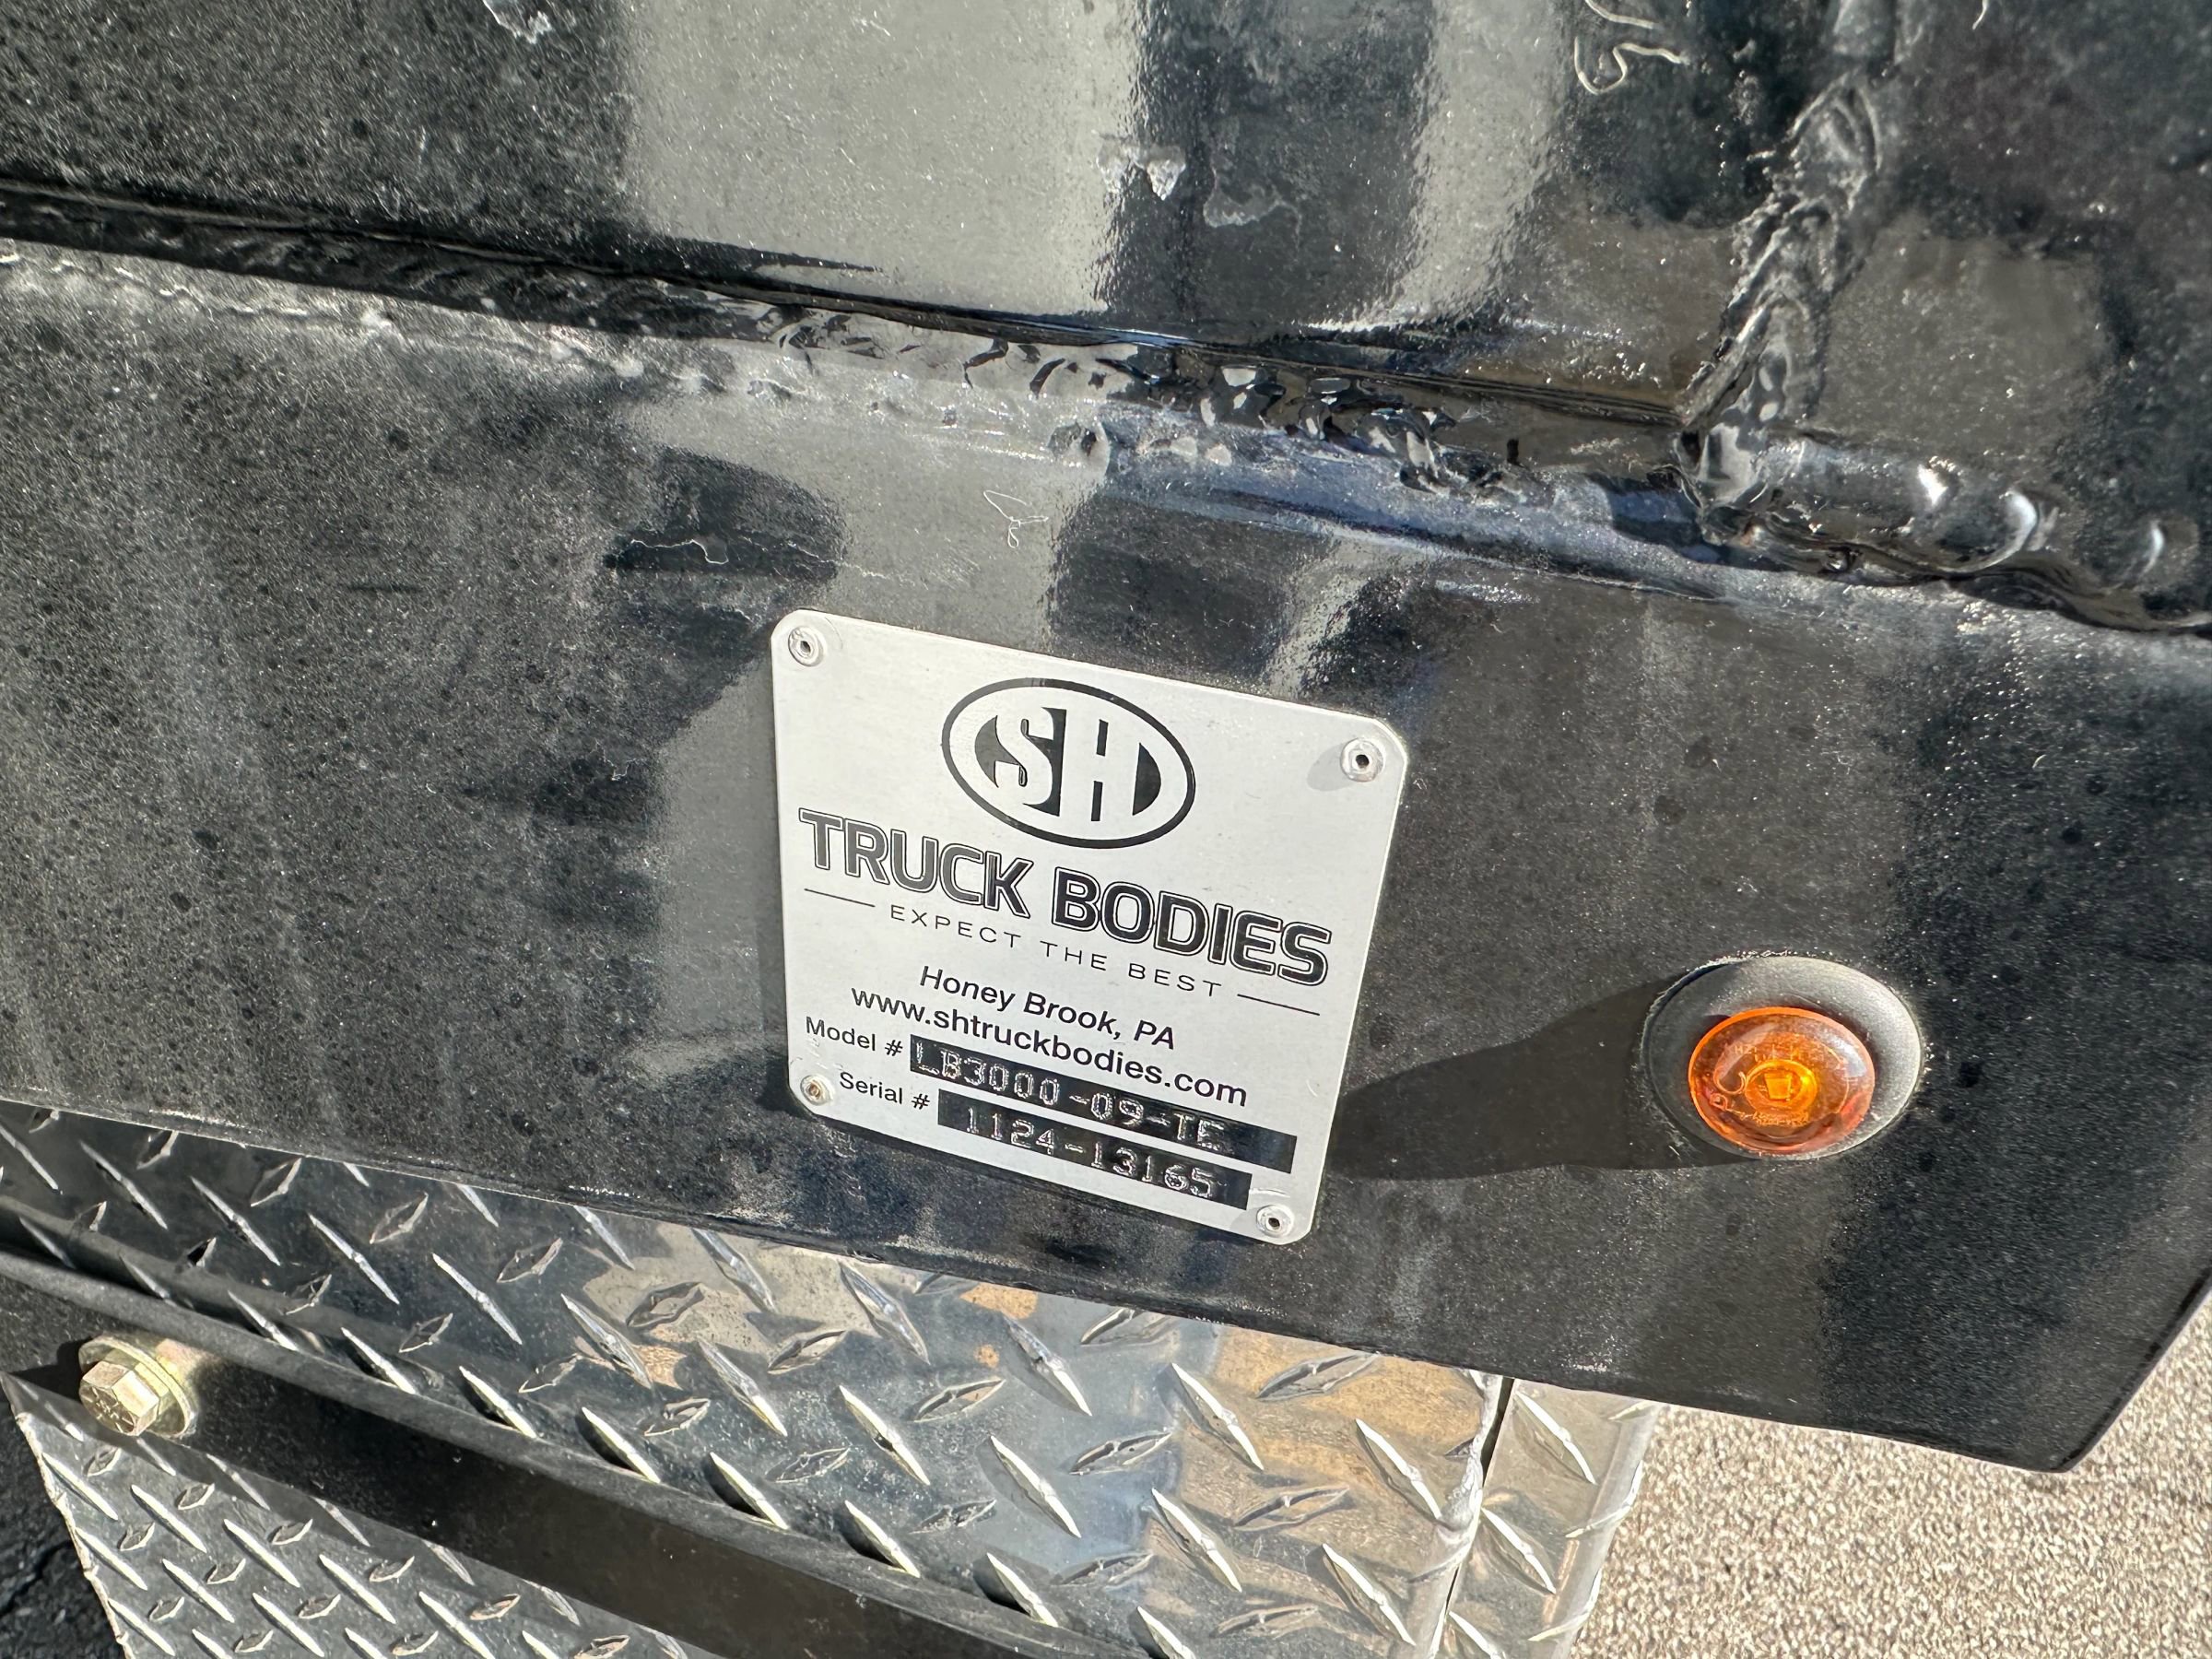 SH
TRUCK BODIES
EXPECT THE BEST
Honey Brook, PA
www.shtruckbodies.com
Model # LB3000-09-TE
Serial # 1124-13165